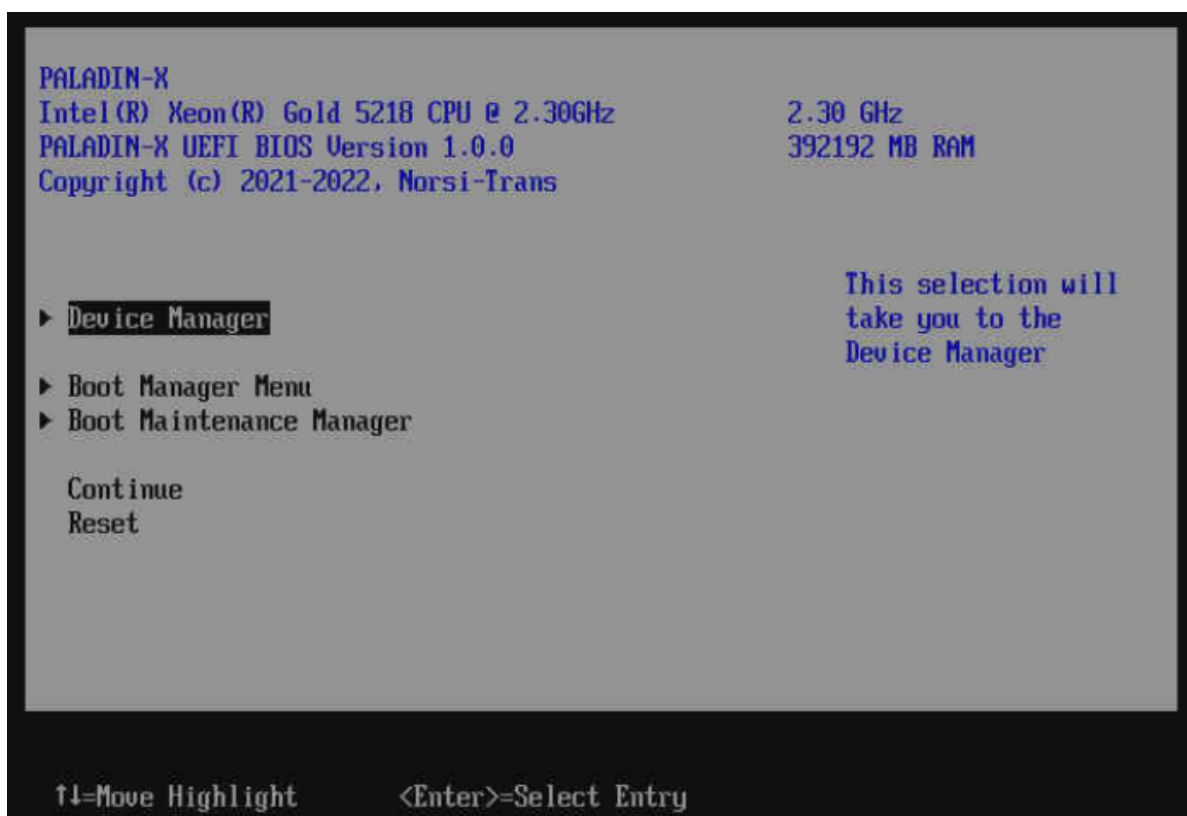 PALADIN-X
Intel(R) Xeon(R) Gold 5218 CPU @ 2.30GHz 2.30 GHz
PALADIN-X UEFI BIOS Version 1.0.0 392192 MB RAM
Copyright (c) 2021-2022, Norsi-Trans
This selection will
▶ Device Manager take you to the
Device Manager
▶ Boot Manager Menu
▶ Boot Maintenance Manager
Continue
Reset
↑↓=Move Highlight <Enter>=Select Entry